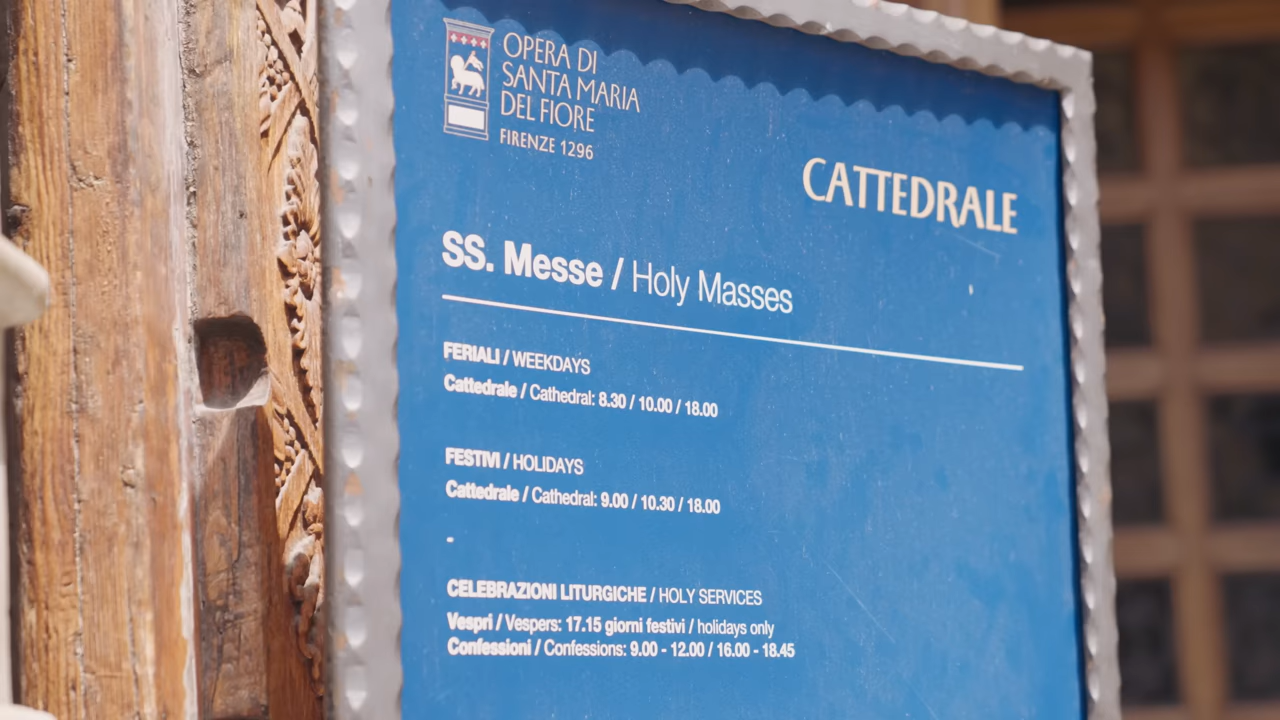 OPERA DI
SANTA MARIA
DEL FIORE
FIRENZE 1296
CATTEDRALE
SS. Messe / Holy Masses
FERIALI / WEEKDAYS
Cattedrale / Cathedral: 8.30 / 10.00 / 18.00
FESTIVI / HOLIDAYS
Cattedrale / Cathedral: 9.00 / 10.30 / 18.00
CELEBRAZIONI LITURGICHE / HOLY SERVICES
Vespri / Vespers: 17.15 giorni festivi / holidays only
Confessioni / Confessions: 9.00 - 12.00 / 16.00 - 18.45